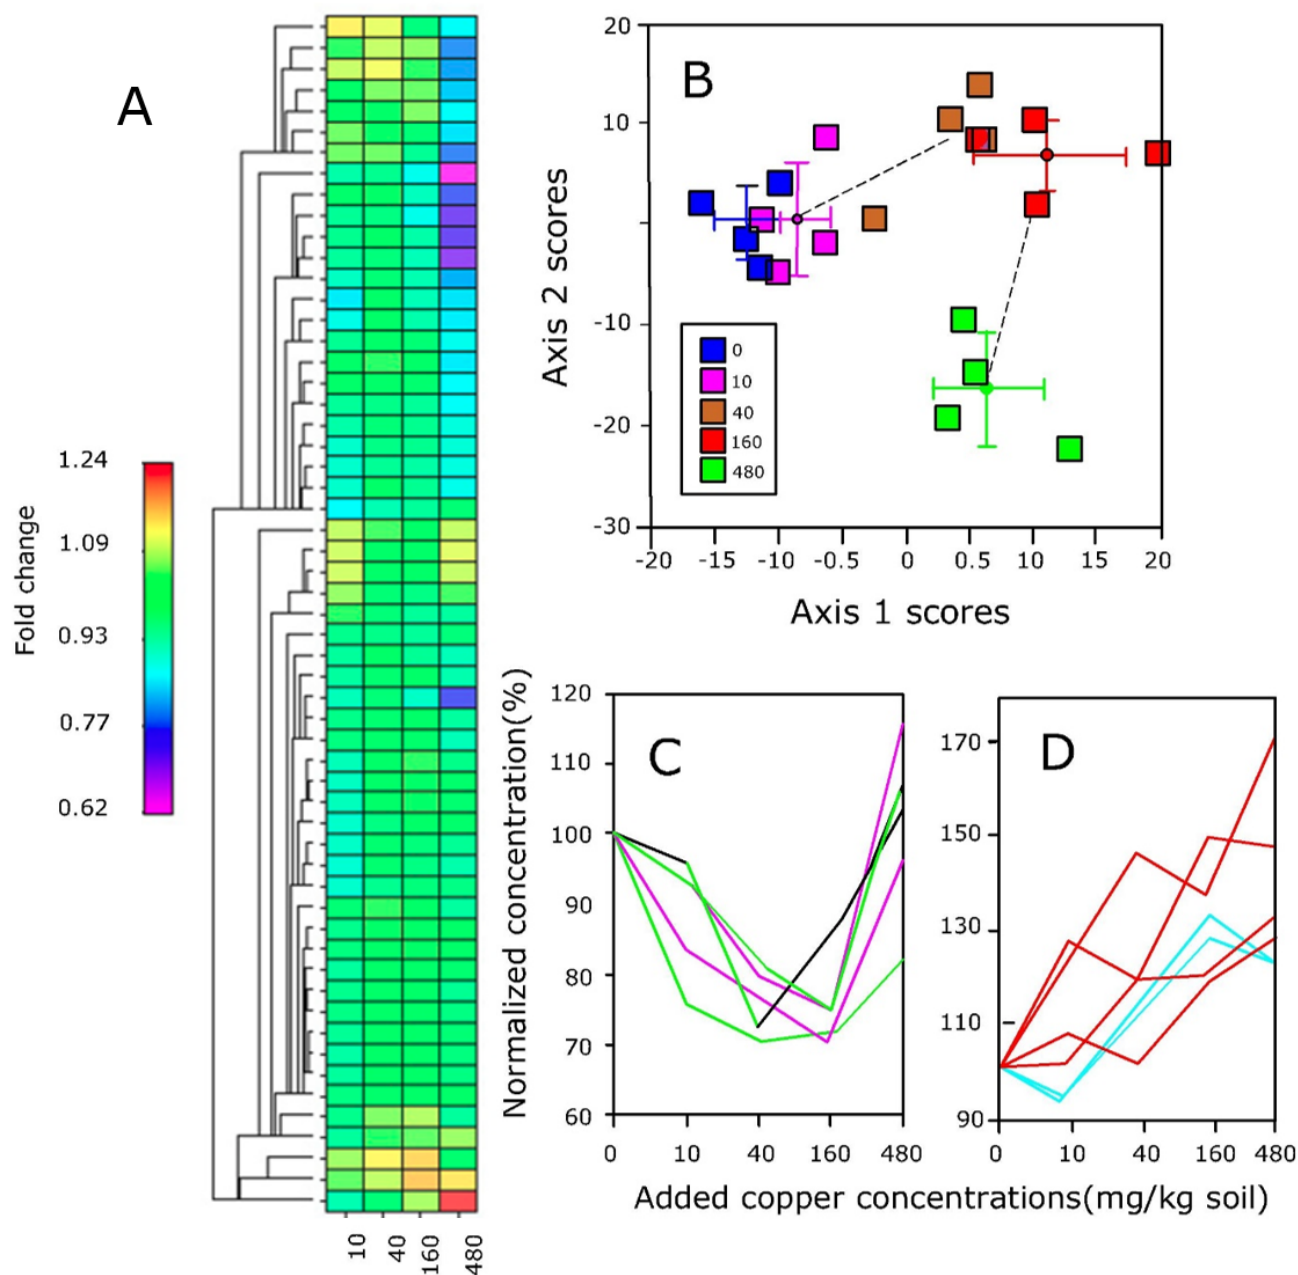 A
Fold change
1.24
1.09
0.93
0.77
0.62
10
40
160
480
B
Axis 2 scores
20
10
-10
-20
-30
0
10
40
160
480
-20 -15 -10 -0.5 0 0.5 10 15 20
Axis 1 scores
Normalized concentration(%)
C
120
110
100
90
80
70
60
0 10 40 160 480
D
170
150
130
110
90
0 10 40 160 480
Added copper concentrations(mg/kg soil)